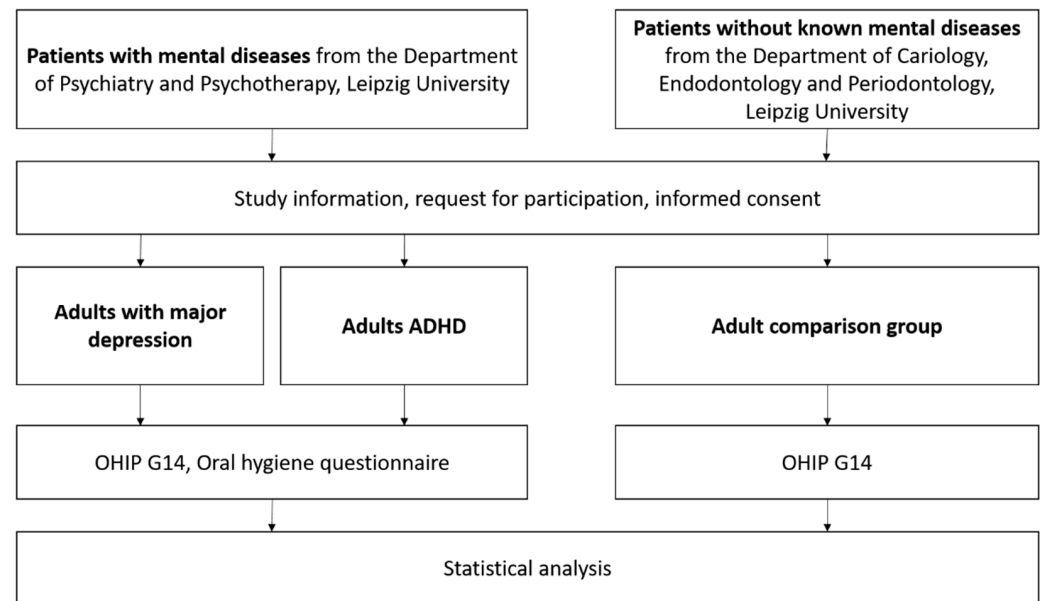 Patients with mental diseases from the Department
of Psychiatry and Psychotherapy, Leipzig University
Patients without known mental diseases
from the Department of Cariology,
Endodontology and Periodontology,
Leipzig University
Study information, request for participation, informed consent
Adults with major
depression
Adults ADHD
Adult comparison group
OHIP G14, Oral hygiene questionnaire
OHIP G14
Statistical analysis